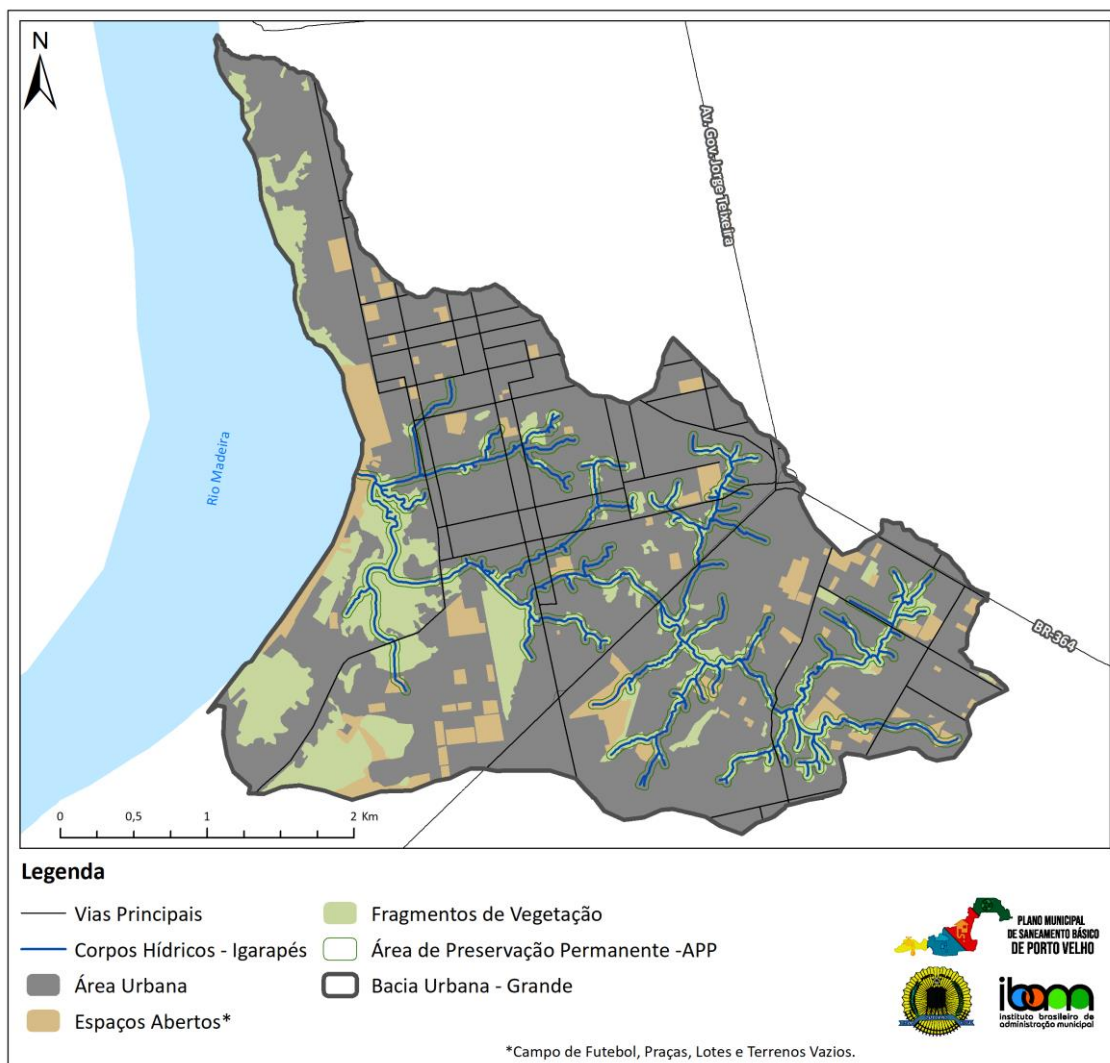 N
Av. Gov. Jorge Teixeira
Rio Madeira
BR-364
0 0,5 1 2 Km
Legenda
Vias Principais
Corpos Hídricos - Igarapés
Área Urbana
Espaços Abertos*
Fragmentos de Vegetação
Área de Preservação Permanente -APP
Bacia Urbana - Grande
PLANO MUNICIPAL
DE SANEAMENTO BÁSICO
DE PORTO VELHO
ibam
instituto brasileiro de
administração municipal
*Campo de Futebol, Praças, Lotes e Terrenos Vazios.